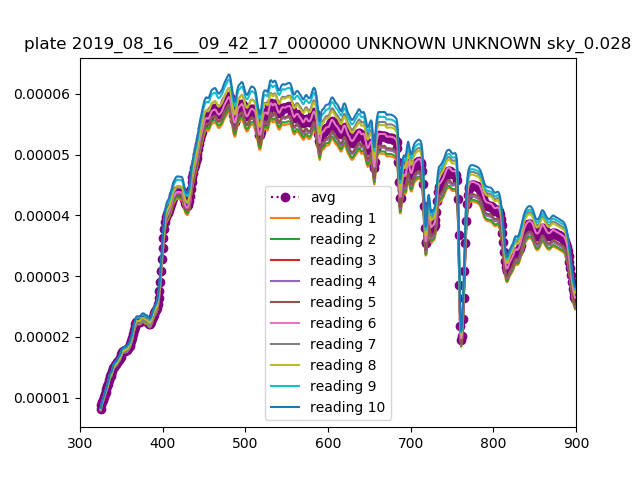 plate 2019_08_16___09_42_17_000000 UNKNOWN UNKNOWN sky_0.028
0.00006
0.00005
0.00004
0.00003
0.00002
0.00001
avg
reading 1
reading 2
reading 3
reading 4
reading 5
reading 6
reading 7
reading 8
reading 9
reading 10
300 400 500 600 700 800 900